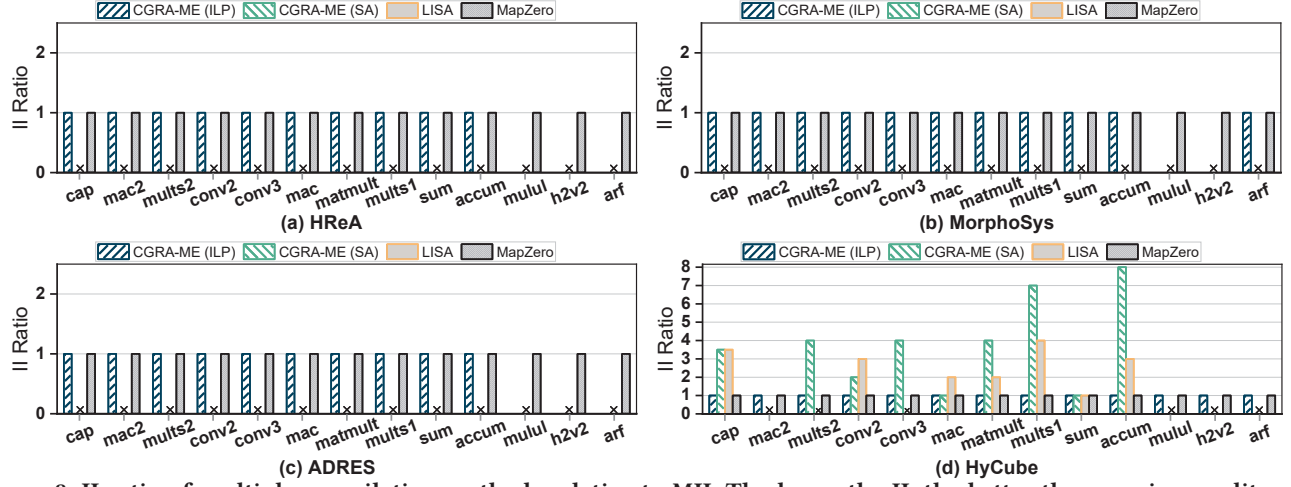 CGRA-ME (ILP) CGRA-ME (SA) LISA MapZero
II Ratio
2
1
0
cap mac2 mults2 conv2 conv3 mac matmult mults1 sum accum mulul h2v2 arf
(a) HReA
CGRA-ME (ILP) CGRA-ME (SA) LISA MapZero
II Ratio
2
1
0
cap mac2 mults2 conv2 conv3 mac matmult mults1 sum accum mulul h2v2 arf
(b) MorphoSys
CGRA-ME (ILP) CGRA-ME (SA) LISA MapZero
II Ratio
2
1
0
cap mac2 mults2 conv2 conv3 mac matmult mults1 sum accum mulul h2v2 arf
(c) ADRES
CGRA-ME (ILP) CGRA-ME (SA) LISA MapZero
II Ratio
8
7
6
5
4
3
2
1
0
cap mac2 mults2 conv2 conv3 mac matmult mults1 sum accum mulul h2v2 arf
(d) HyCube